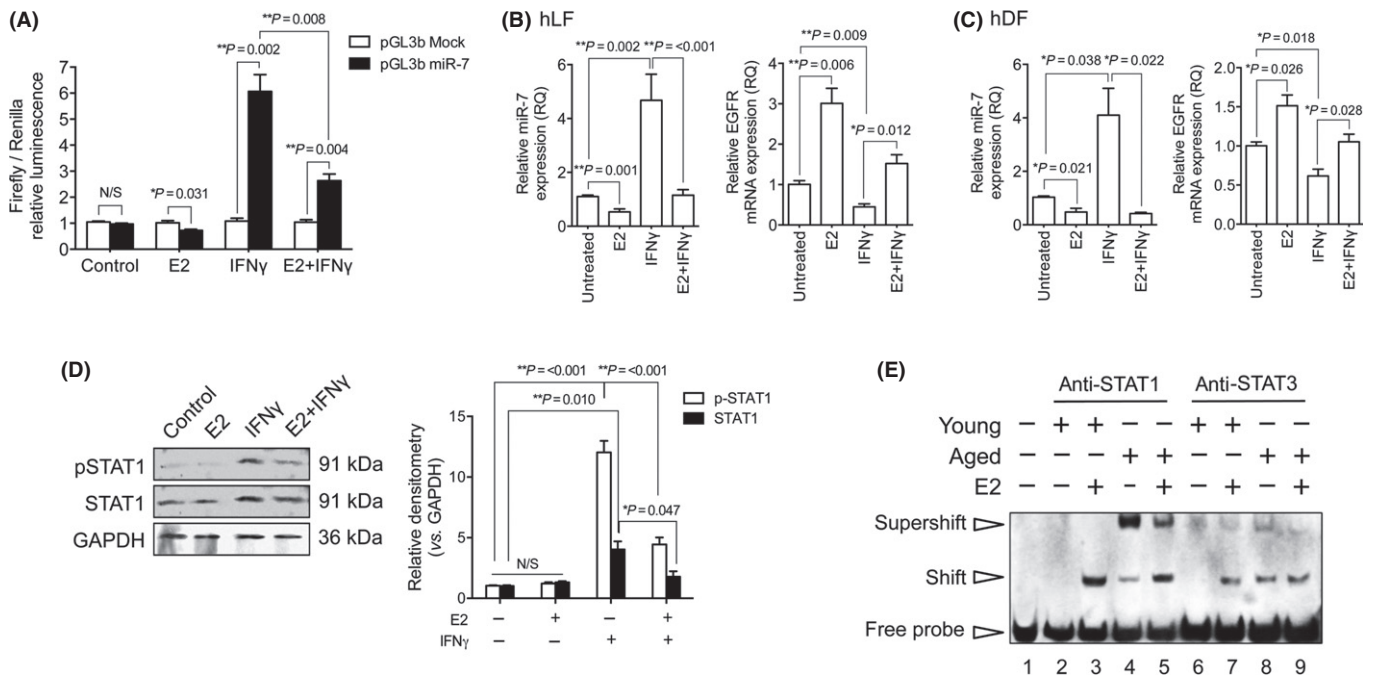 (A)
**P = 0.008
**P = 0.002
pGL3b Mock
pGL3b miR-7
**P = 0.004
N/S
*P = 0.031
Firefly / Renilla
relative luminescence
7
6
5
4
3
2
1
0
Control
E2
IFNγ
E2+IFNγ
(B) hLF
**P = 0.002
**P = <0.001
**P = 0.001
Relative miR-7
expression (RQ)
6
4
2
0
Untreated
E2
IFNγ
E2+IFNγ
**P = 0.009
**P = 0.006
*P = 0.012
Relative EGFR
mRNA expression (RQ)
4
3
2
1
0
Untreated
E2
IFNγ
E2+IFNγ
(C) hDF
*P = 0.038
*P = 0.022
*P = 0.021
Relative miR-7
expression (RQ)
6
4
2
0
Untreated
E2
IFNγ
E2+IFNγ
*P = 0.018
*P = 0.026
*P = 0.028
Relative EGFR
mRNA expression (RQ)
2.0
1.5
1.0
0.5
0.0
Untreated
E2
IFNγ
E2+IFNγ
(D)
Control
E2
IFNγ
E2+IFNγ
pSTAT1 91 kDa
STAT1 91 kDa
GAPDH 36 kDa
**P = <0.001
**P = <0.001
**P = 0.010
p-STAT1
STAT1
*P = 0.047
N/S
Relative densitometry
(vs. GAPDH)
15
10
5
0
E2 – + – +
IFNγ – – + +
(E)
Anti-STAT1 Anti-STAT3
Young – + + – – + + – –
Aged – – – + + – – + +
E2 – – + – + – + – +
Supershift
Shift
Free probe
1 2 3 4 5 6 7 8 9